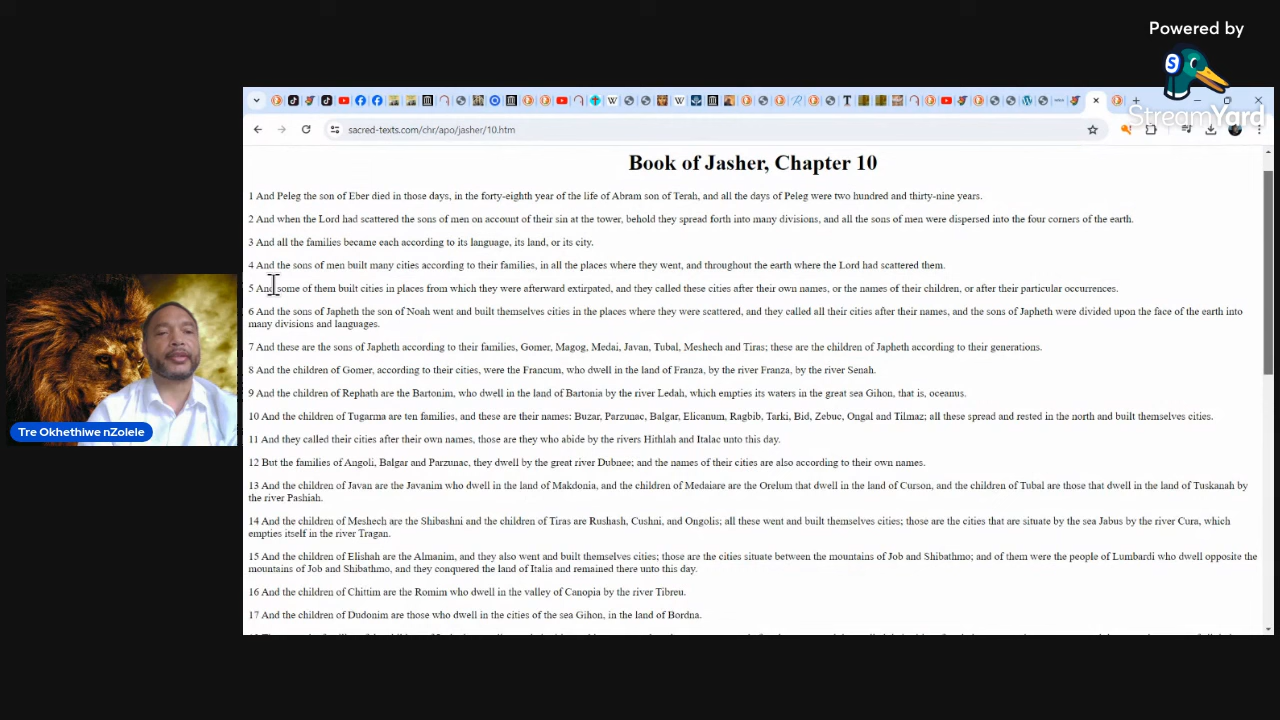 Powered by
S
StreamYard
sacred-texts.com/chr/apo/jasher/10.htm
Book of Jasher, Chapter 10
1 And Peleg the son of Eber died in those days, in the forty-eighth year of the life of Abram son of Terah, and all the days of Peleg were two hundred and thirty-nine years.
2 And when the Lord had scattered the sons of men on account of their sin at the tower, behold they spread forth into many divisions, and all the sons of men were dispersed into the four corners of the earth.
3 And all the families became each according to its language, its land, or its city.
4 And the sons of men built many cities according to their families, in all the places where they went, and throughout the earth where the Lord had scattered them.
5 And some of them built cities in places from which they were afterward extirpated, and they called these cities after their own names, or the names of their children, or after their particular occurrences.
6 And the sons of Japheth the son of Noah went and built themselves cities in the places where they were scattered, and they called all their cities after their names, and the sons of Japheth were divided upon the face of the earth into
many divisions and languages.
7 And these are the sons of Japheth according to their families, Gomer, Magog, Medai, Javan, Tubal, Meshech and Tiras; these are the children of Japheth according to their generations.
8 And the children of Gomer, according to their cities, were the Francum, who dwell in the land of Franza, by the river Franza, by the river Senah.
9 And the children of Rephath are the Bartonim, who dwell in the land of Bartonia by the river Ledah, which empties its waters in the great sea Gihon, that is, oceanus.
10 And the children of Tugarma are ten families, and these are their names: Buzar, Parzunac, Balgar, Elicanum, Ragbib, Tarki, Bid, Zebuc, Ongal and Tilmaz; all these spread and rested in the north and built themselves cities.
11 And they called their cities after their own names, those are they who abide by the rivers Hithlah and Italac unto this day.
12 But the families of Angoli, Balgar and Parzunac, they dwell by the great river Dubnee; and the names of their cities are also according to their own names.
13 And the children of Javan are the Javanim who dwell in the land of Makdonia, and the children of Medaiare are the Orelum that dwell in the land of Curson, and the children of Tubal are those that dwell in the land of Tuskanah by
the river Pashiah.
14 And the children of Meshech are the Shibashni and the children of Tiras are Rushash, Cushni, and Ongolis; all these went and built themselves cities; those are the cities that are situate by the sea Jabus by the river Cura, which
empties itself in the river Tragan.
15 And the children of Elishah are the Almanim, and they also went and built themselves cities; those are the cities situate between the mountains of Job and Shibathmo; and of them were the people of Lumbardi who dwell opposite the
mountains of Job and Shibathmo, and they conquered the land of Italia and remained there unto this day.
16 And the children of Chittim are the Romim who dwell in the valley of Canopia by the river Tibreu.
17 And the children of Dudonim are those who dwell in the cities of the sea Gihon, in the land of Bordna.
Tre Okhethiwe nZolele